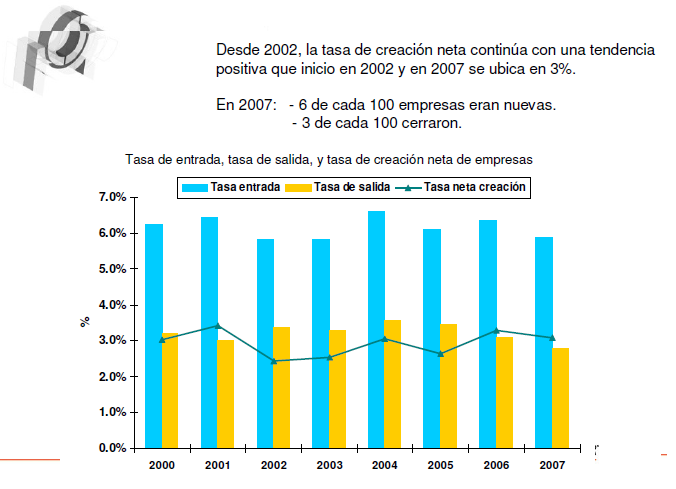 Desde 2002, la tasa de creación neta continúa con una tendencia
positiva que inicio en 2002 y en 2007 se ubica en 3%.
En 2007: - 6 de cada 100 empresas eran nuevas.
- 3 de cada 100 cerraron.
Tasa de entrada, tasa de salida, y tasa de creación neta de empresas
Tasa entrada Tasa de salida Tasa neta creación
7.0%
6.0%
5.0%
4.0%
3.0%
2.0%
1.0%
0.0%
%
2000 2001 2002 2003 2004 2005 2006 2007